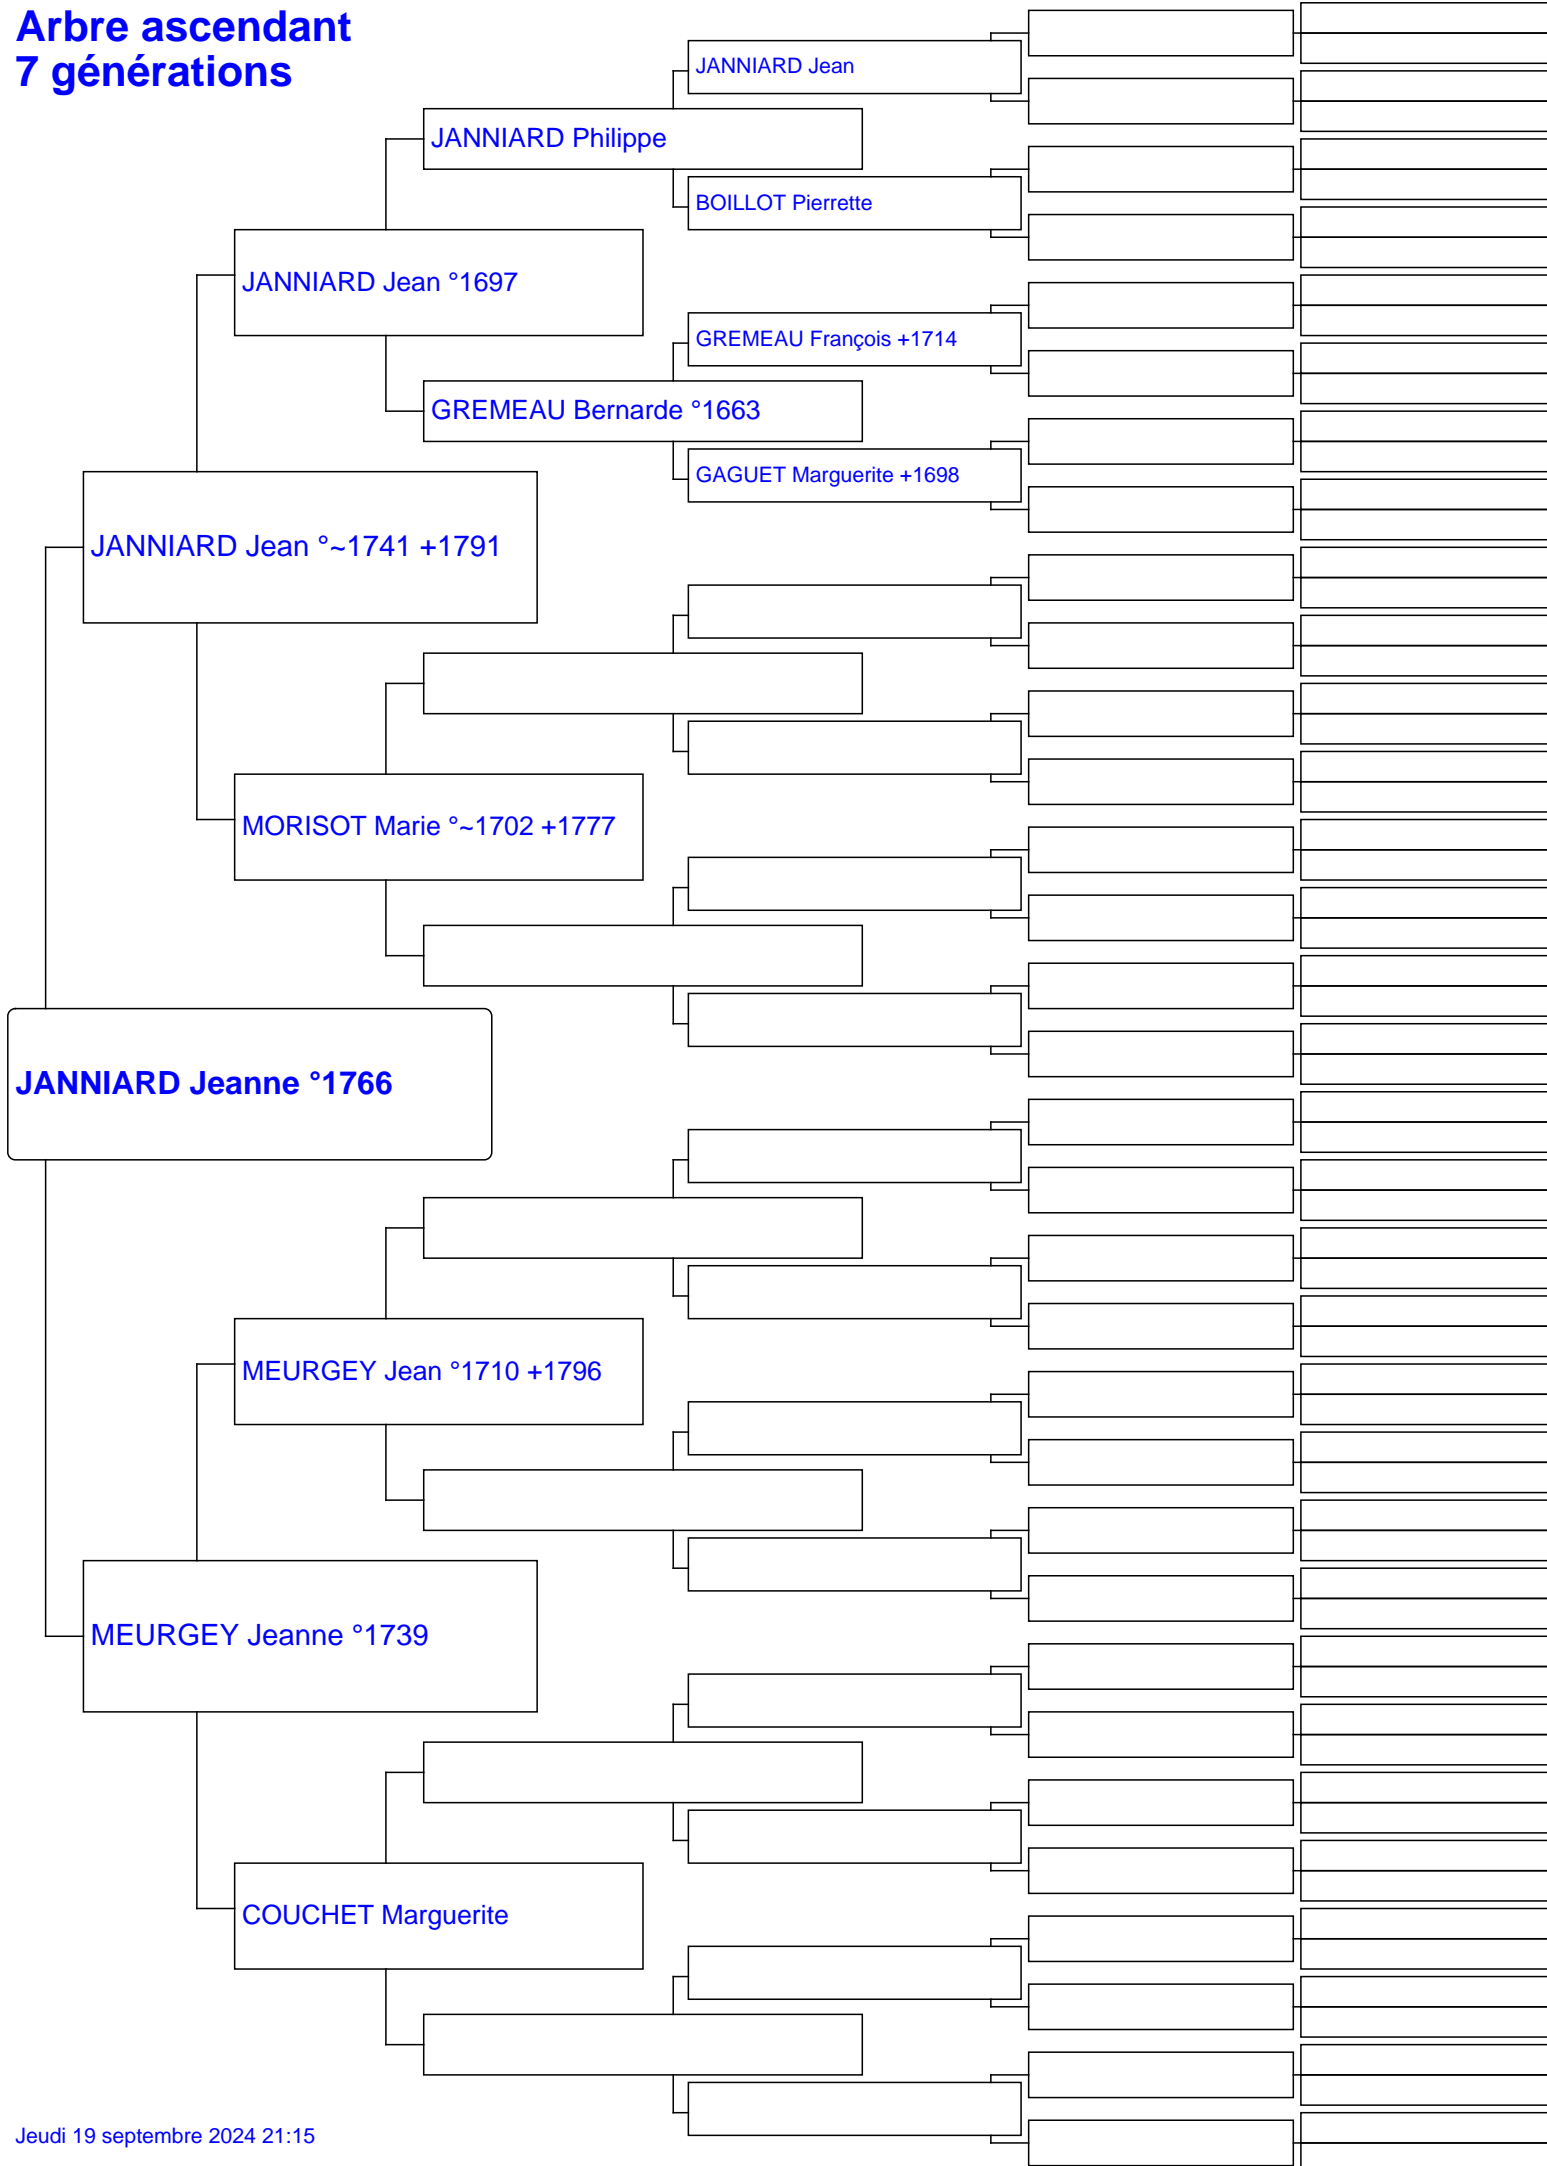 Arbre ascendant
7 générations
JANNIARD Jean
JANNIARD Philippe
BOILLOT Pierrette
JANNIARD Jean °1697
GREMEAU François +1714
GREMEAU Bernarde °1663
GAGUET Marguerite +1698
JANNIARD Jean °~1741 +1791
MORISOT Marie °~1702 +1777
JANNIARD Jeanne °1766
MEURGEY Jean °1710 +1796
MEURGEY Jeanne °1739
COUCHET Marguerite
Jeudi 19 septembre 2024 21:15